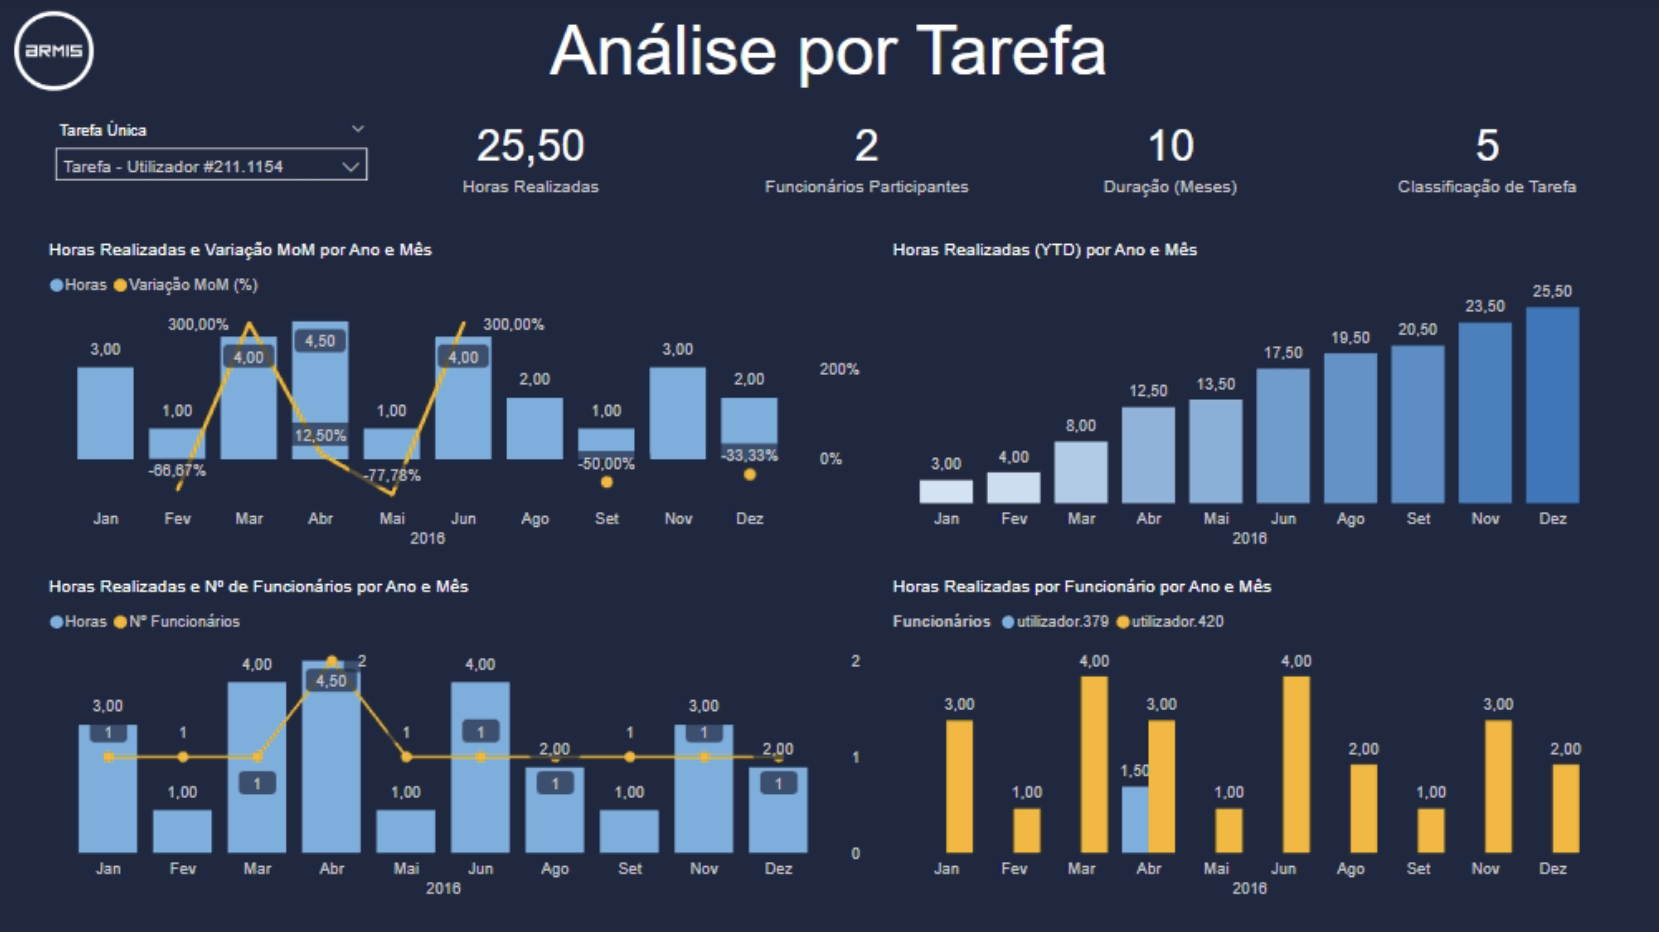 ARMIS
Análise por Tarefa
Tarefa Única
Tarefa - Utilizador #211.1154
25,50
Horas Realizadas
2
Funcionários Participantes
10
Duração (Meses)
5
Classificação de Tarefa
Horas Realizadas e Variação MoM por Ano e Mês
Horas Variação MoM (%)
300,00% 300,00%
3,00 4,00 4,50 4,00 3,00
1,00 1,00 2,00 1,00 2,00
200%
12,50%
-66,67% -77,78% -50,00% -33,33%
0%
Jan Fev Mar Abr Mai Jun Ago Set Nov Dez
2016
Horas Realizadas (YTD) por Ano e Mês
3,00 4,00 8,00 12,50 13,50 17,50 19,50 20,50 23,50 25,50
Jan Fev Mar Abr Mai Jun Ago Set Nov Dez
2016
Horas Realizadas e Nº de Funcionários por Ano e Mês
Horas Nº Funcionários
3,00 1,00 4,00 4,50 1,00 4,00 2,00 1,00 3,00 2,00
1 1 1 2 1 1 1 1 1 1
2
1
0
Jan Fev Mar Abr Mai Jun Ago Set Nov Dez
2016
Horas Realizadas por Funcionário por Ano e Mês
Funcionários utilizador.379 utilizador.420
3,00 1,00 4,00 1,50 3,00 1,00 4,00 2,00 1,00 3,00 2,00
Jan Fev Mar Abr Mai Jun Ago Set Nov Dez
2016